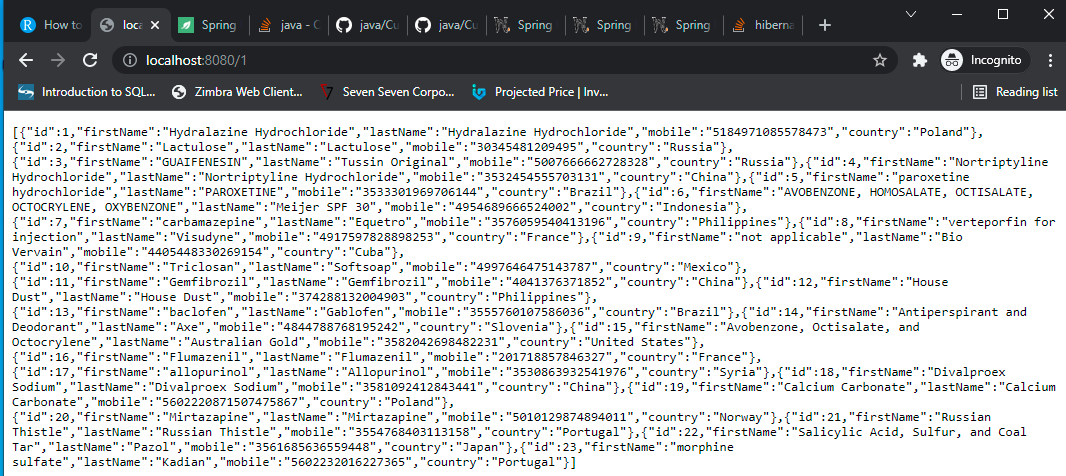 How to
loca
Spring
java - C
java/Cu
java/Cu
Spring
Spring
Spring
hiberna
localhost:8080/1
Incognito
Introduction to SQL...
Zimbra Web Client...
Seven Seven Corpo...
Projected Price | Inv...
Reading list
[{"id":1,"firstName":"Hydralazine Hydrochloride","lastName":"Hydralazine Hydrochloride","mobile":"5184971085578473","country":"Poland"},
{"id":2,"firstName":"Lactulose","lastName":"Lactulose","mobile":"30345481209495","country":"Russia"},
{"id":3,"firstName":"GUAIFENESIN","lastName":"Tussin Original","mobile":"5007666662728328","country":"Russia"},{"id":4,"firstName":"Nortriptyline
Hydrochloride","lastName":"Nortriptyline Hydrochloride","mobile":"3532454555703131","country":"China"},{"id":5,"firstName":"paroxetine
hydrochloride","lastName":"PAROXETINE","mobile":"3533301969706144","country":"Brazil"},{"id":6,"firstName":"AVOBENZONE, HOMOSALATE, OCTISALATE,
OCTOCRYLENE, OXYBENZONE","lastName":"Meijer SPF 30","mobile":"4954689666524002","country":"Indonesia"},
{"id":7,"firstName":"carbamazepine","lastName":"Equetro","mobile":"3576059540413196","country":"Philippines"},{"id":8,"firstName":"verteporfin for
injection","lastName":"Visudyne","mobile":"4917597828898253","country":"France"},{"id":9,"firstName":"not applicable","lastName":"Bio
Vervain","mobile":"4405448330269154","country":"Cuba"},
{"id":10,"firstName":"Triclosan","lastName":"Softsoap","mobile":"4997646475143787","country":"Mexico"},
{"id":11,"firstName":"Gemfibrozil","lastName":"Gemfibrozil","mobile":"4041376371852","country":"China"},{"id":12,"firstName":"House
Dust","lastName":"House Dust","mobile":"374288132004903","country":"Philippines"},
{"id":13,"firstName":"baclofen","lastName":"Gablofen","mobile":"3555760107586036","country":"Brazil"},{"id":14,"firstName":"Antiperspirant and
Deodorant","lastName":"Axe","mobile":"4844788768195242","country":"Slovenia"},{"id":15,"firstName":"Avobenzone, Octisalate, and
Octocrylene","lastName":"Australian Gold","mobile":"3582042698482231","country":"United States"},
{"id":16,"firstName":"Flumazenil","lastName":"Flumazenil","mobile":"201718857846327","country":"France"},
{"id":17,"firstName":"allopurinol","lastName":"Allopurinol","mobile":"3530863932541976","country":"Syria"},{"id":18,"firstName":"Divalproex
Sodium","lastName":"Divalproex Sodium","mobile":"3581092412843441","country":"China"},{"id":19,"firstName":"Calcium Carbonate","lastName":"Calcium
Carbonate","mobile":"5602220871507475867","country":"Poland"},
{"id":20,"firstName":"Mirtazapine","lastName":"Mirtazapine","mobile":"5010129874894011","country":"Norway"},{"id":21,"firstName":"Russian
Thistle","lastName":"Russian Thistle","mobile":"3554768403113158","country":"Portugal"},{"id":22,"firstName":"Salicylic Acid, Sulfur, and Coal
Tar","lastName":"Pazol","mobile":"3561685636559448","country":"Japan"},{"id":23,"firstName":"morphine
sulfate","lastName":"Kadian","mobile":"5602232016227365","country":"Portugal"}]